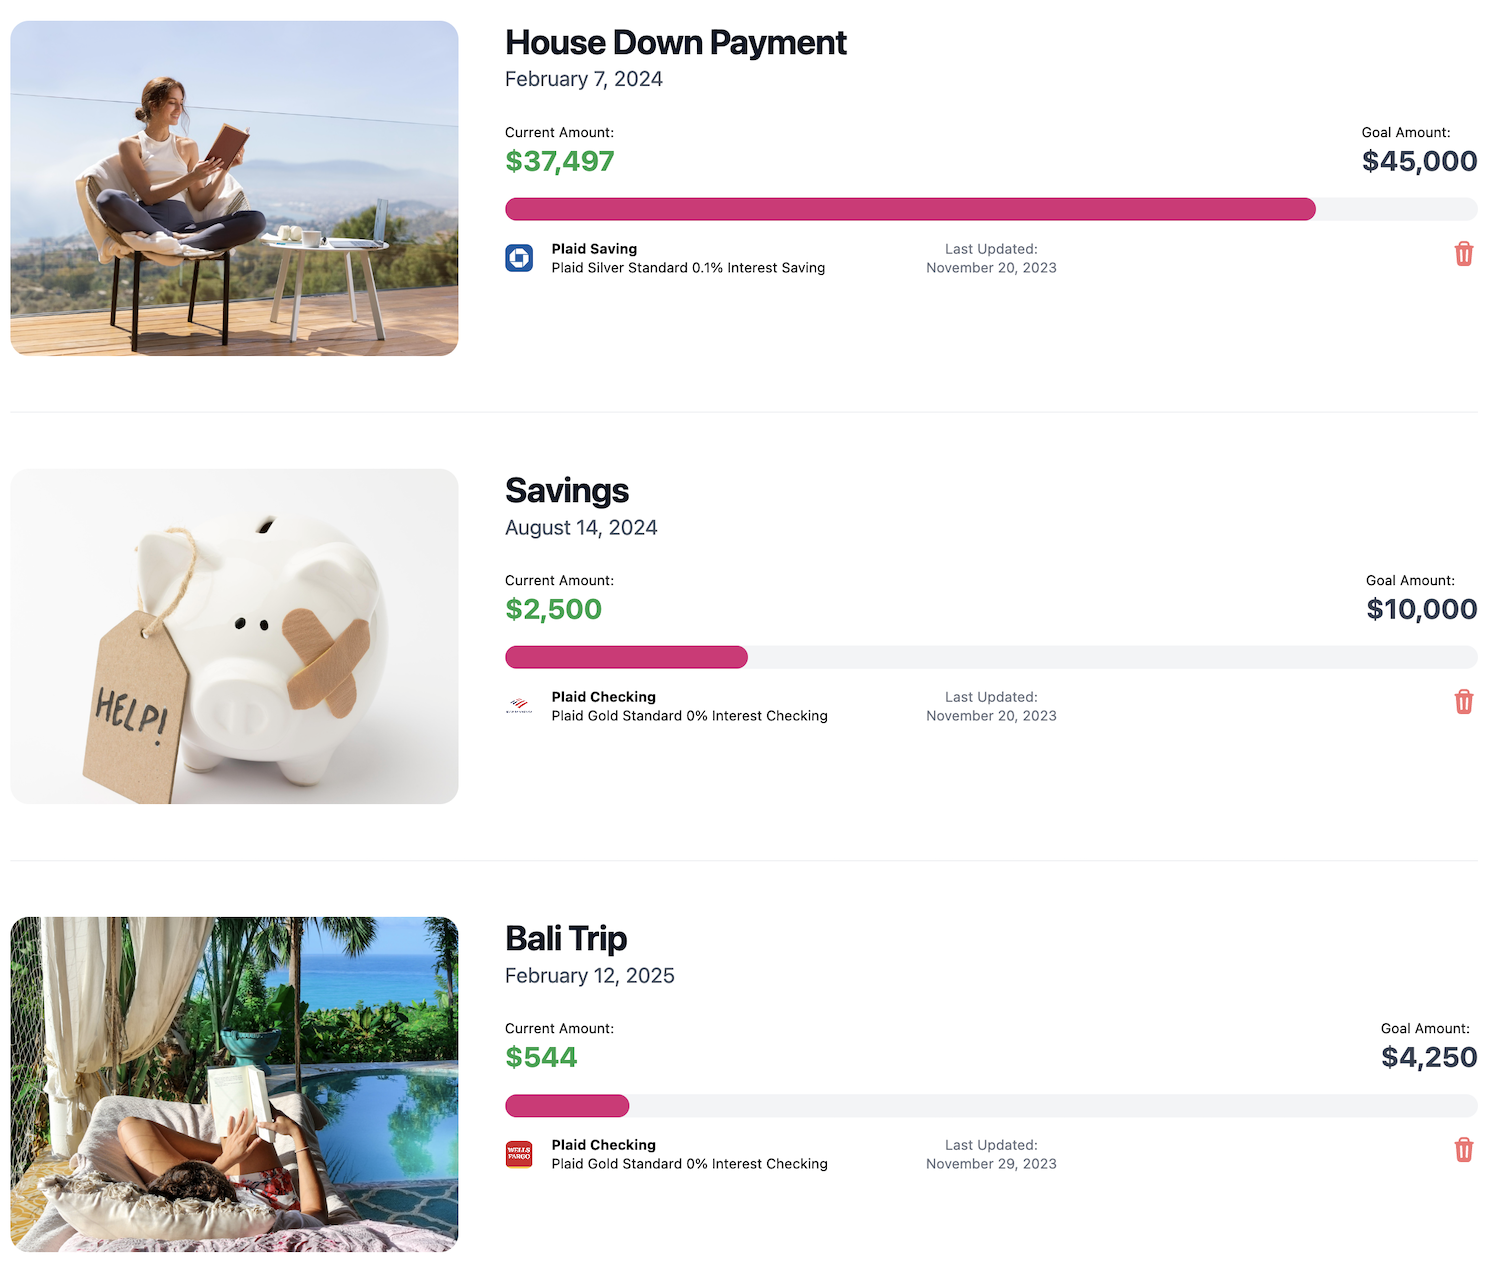 House Down Payment
February 7, 2024
Current Amount:
Goal Amount:
$37,497
$45,000
Plaid Saving
Last Updated:
Plaid Silver Standard 0.1% Interest Saving
November 20, 2023
HELP!
Savings
August 14, 2024
Current Amount:
Goal Amount:
$2,500
$10,000
Plaid Checking
Last Updated:
Plaid Gold Standard 0% Interest Checking
November 20, 2023
Bali Trip
February 12, 2025
Current Amount:
Goal Amount:
$544
$4,250
WELLS
FARGO
Plaid Checking
Last Updated:
Plaid Gold Standard 0% Interest Checking
November 29, 2023